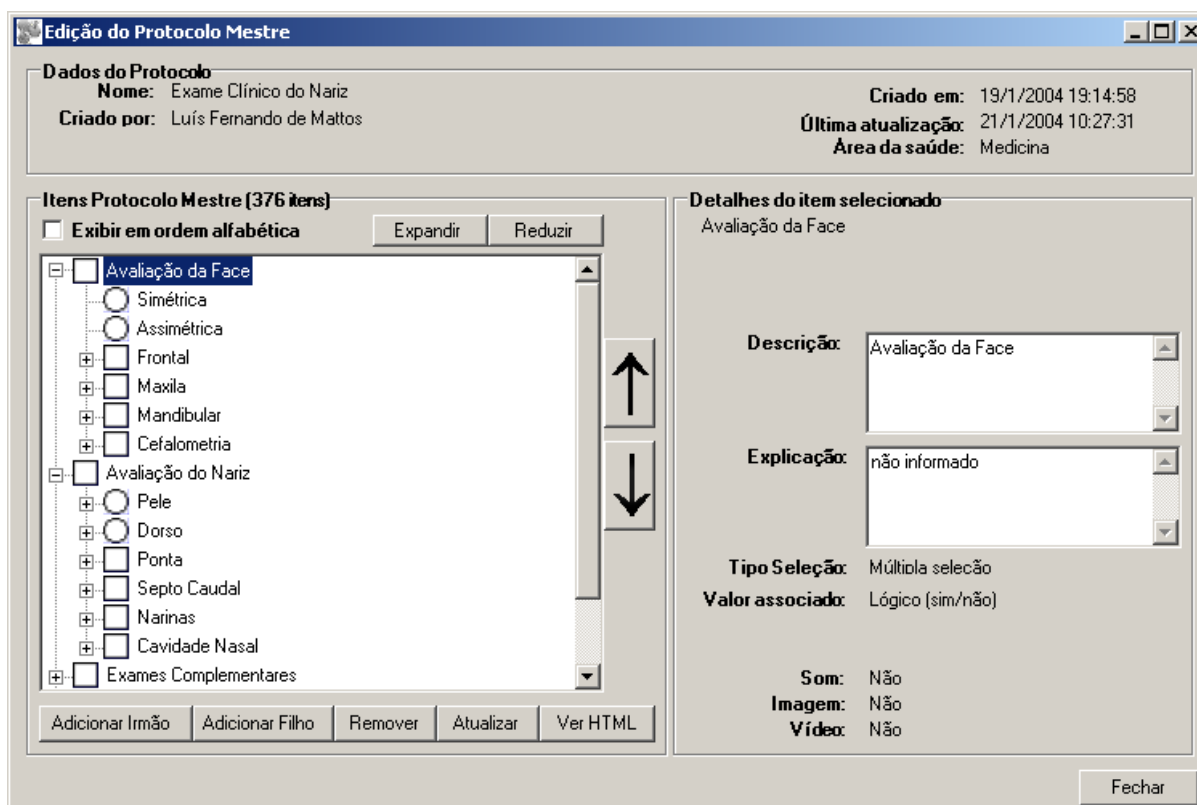 Edição do Protocolo Mestre
Dados do Protocolo
Nome: Exame Clínico do Nariz
Criado por: Luís Fernando de Mattos
Criado em: 19/1/2004 19:14:58
Última atualização: 21/1/2004 10:27:31
Área da saúde: Medicina
Itens Protocolo Mestre (376 itens)
Exibir em ordem alfabética
Expandir
Reduzir
Avaliação da Face
Simétrica
Assimétrica
Frontal
Maxila
Mandibular
Cefalometria
Avaliação do Nariz
Pele
Dorso
Ponta
Septo Caudal
Narinas
Cavidade Nasal
Exames Complementares
Adicionar Irmão
Adicionar Filho
Remover
Atualizar
Ver HTML
Detalhes do item selecionado
Avaliação da Face
Descrição: Avaliação da Face
Explicação: não informado
Tipo Seleção: Múltipla seleção
Valor associado: Lógico (sim/não)
Som: Não
Imagem: Não
Vídeo: Não
Fechar